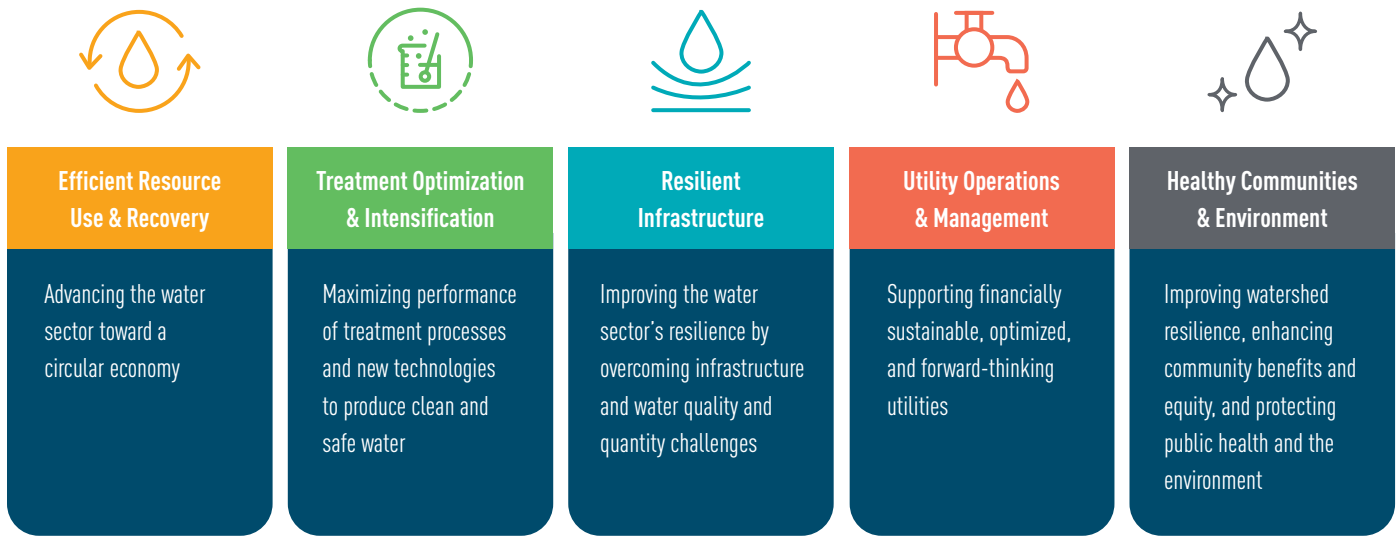 Efficient Resource
Use & Recovery
Advancing the water
sector toward a
circular economy
Treatment Optimization
& Intensification
Maximizing performance
of treatment processes
and new technologies
to produce clean and
safe water
Resilient
Infrastructure
Improving the water
sector's resilience by
overcoming infrastructure
and water quality and
quantity challenges
Utility Operations
& Management
Supporting financially
sustainable, optimized,
and forward-thinking
utilities
Healthy Communities
& Environment
Improving watershed
resilience, enhancing
community benefits and
equity, and protecting
public health and the
environment